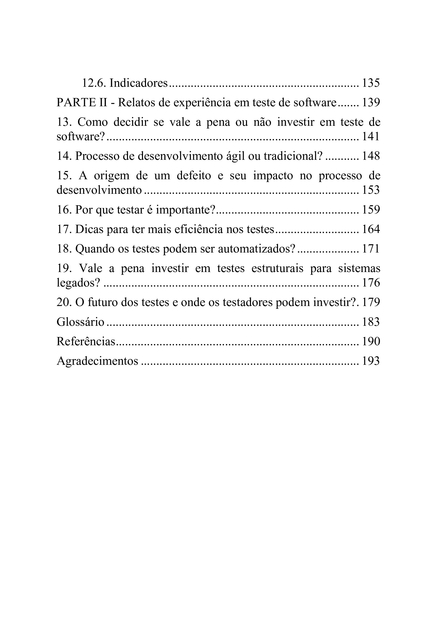 12.6. Indicadores............................................................. 135
PARTE II - Relatos de experiência em teste de software....... 139
13. Como decidir se vale a pena ou não investir em teste de
software?................................................................................. 141
14. Processo de desenvolvimento ágil ou tradicional? ........... 148
15. A origem de um defeito e seu impacto no processo de
desenvolvimento ..................................................................... 153
16. Por que testar é importante?.............................................. 159
17. Dicas para ter mais eficiência nos testes........................... 164
18. Quando os testes podem ser automatizados? .................... 171
19. Vale a pena investir em testes estruturais para sistemas
legados? .................................................................................. 176
20. O futuro dos testes e onde os testadores podem investir?. 179
Glossário ................................................................................. 183
Referências.............................................................................. 190
Agradecimentos ...................................................................... 193